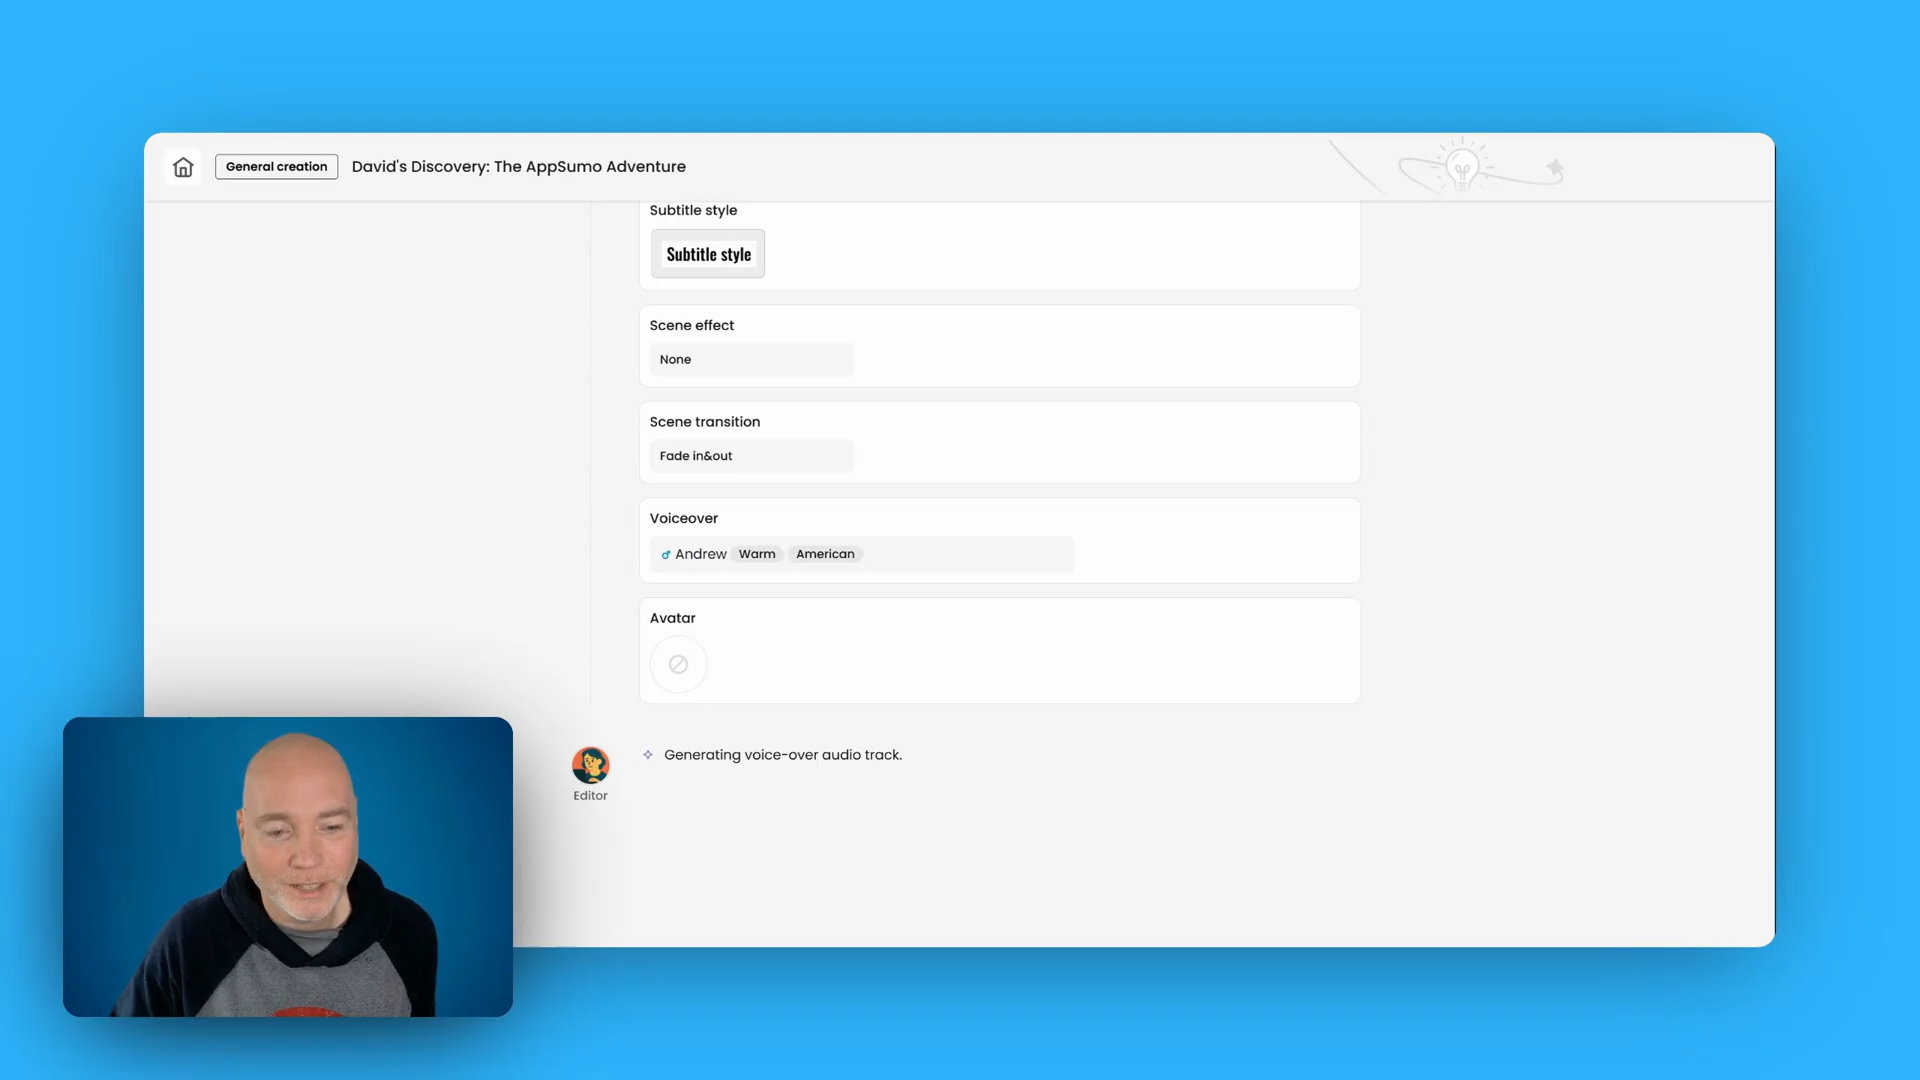 General creation
David's Discovery: The AppSumo Adventure
Subtitle style
Subtitle style
Scene effect
None
Scene transition
Fade in&out
Voiceover
Andrew Warm American
Avatar
Generating voice-over audio track.
Editor